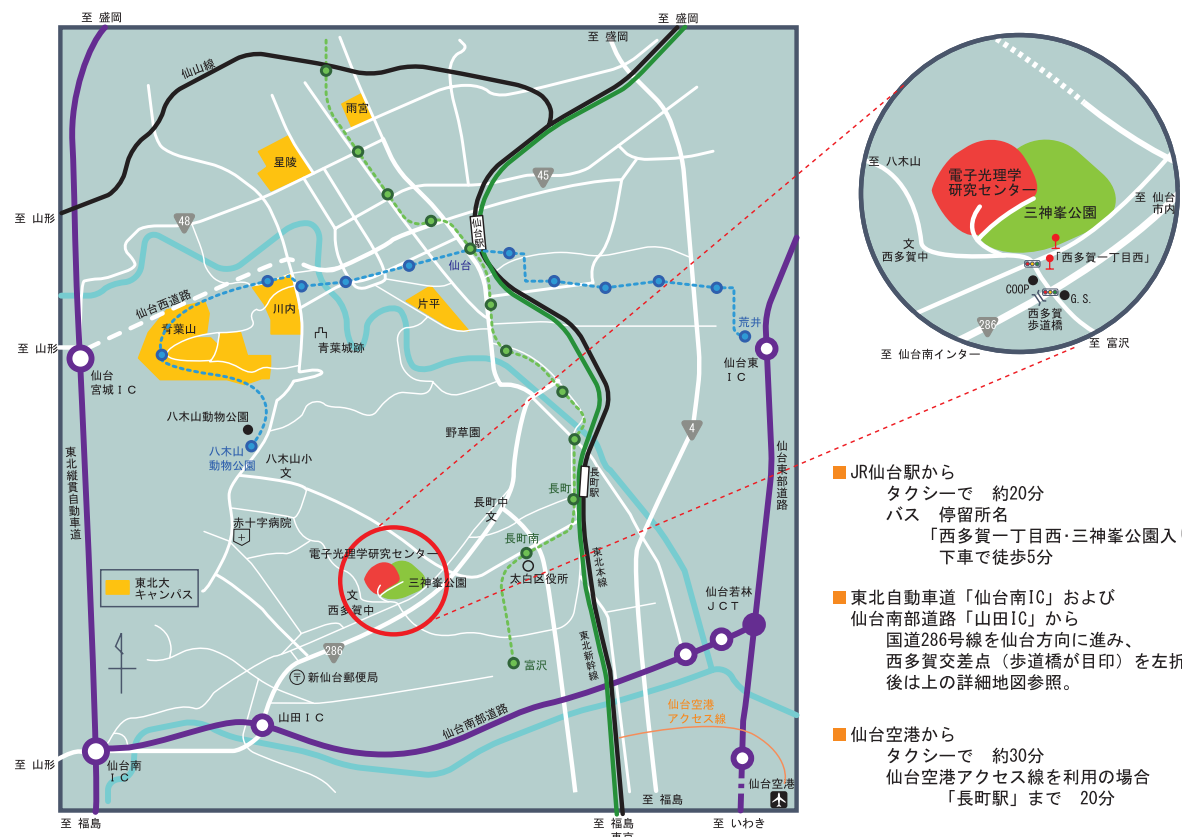 至 盛岡
至 盛岡
至 盛岡
仙山線
雨宮
星陵
45
48
至 山形
仙台駅
仙台
仙台西道路
川内
片平
青葉山
青葉城跡
荒井
至 山形
仙台
宮城ＩＣ
仙台東
ＩＣ
八木山動物公園
八木山
動物公園
野草園
4
八木山小
文
東北縦貫自動車道
仙台東部道路
長町
長町駅
長町中
文
赤十字病院
長町南
電子光理学研究センター
太白区役所
東北本線
三神峯公園
文
西多賀中
東北大
キャンパス
仙台若林
ＪＣＴ
286
東北新幹線
富沢
〒
新仙台郵便局
仙台空港
アクセス線
山田ＩＣ
仙台南部道路
至 山形
仙台南
ＩＣ
仙台空港
至 福島
至 福島
至 福島
至 いわき
至 八木山
電子光理学
研究センター
三神峯公園
至 仙台
市内
文
西多賀中
「西多賀一丁目西」
COOP
G.S.
西多賀
歩道橋
286
至 富沢
至 仙台南インター
JR仙台駅から
タクシーで　約20分
バス　停留所名
「西多賀一丁目西･三神峯公園入
下車で徒歩5分
東北自動車道「仙台南IC」および
仙台南部道路「山田IC」から
国道286号線を仙台方向に進み、
西多賀交差点（歩道橋が目印）を左折
後は上の詳細地図参照。
仙台空港から
タクシーで　約30分
仙台空港アクセス線を利用の場合
「長町駅」まで　20分